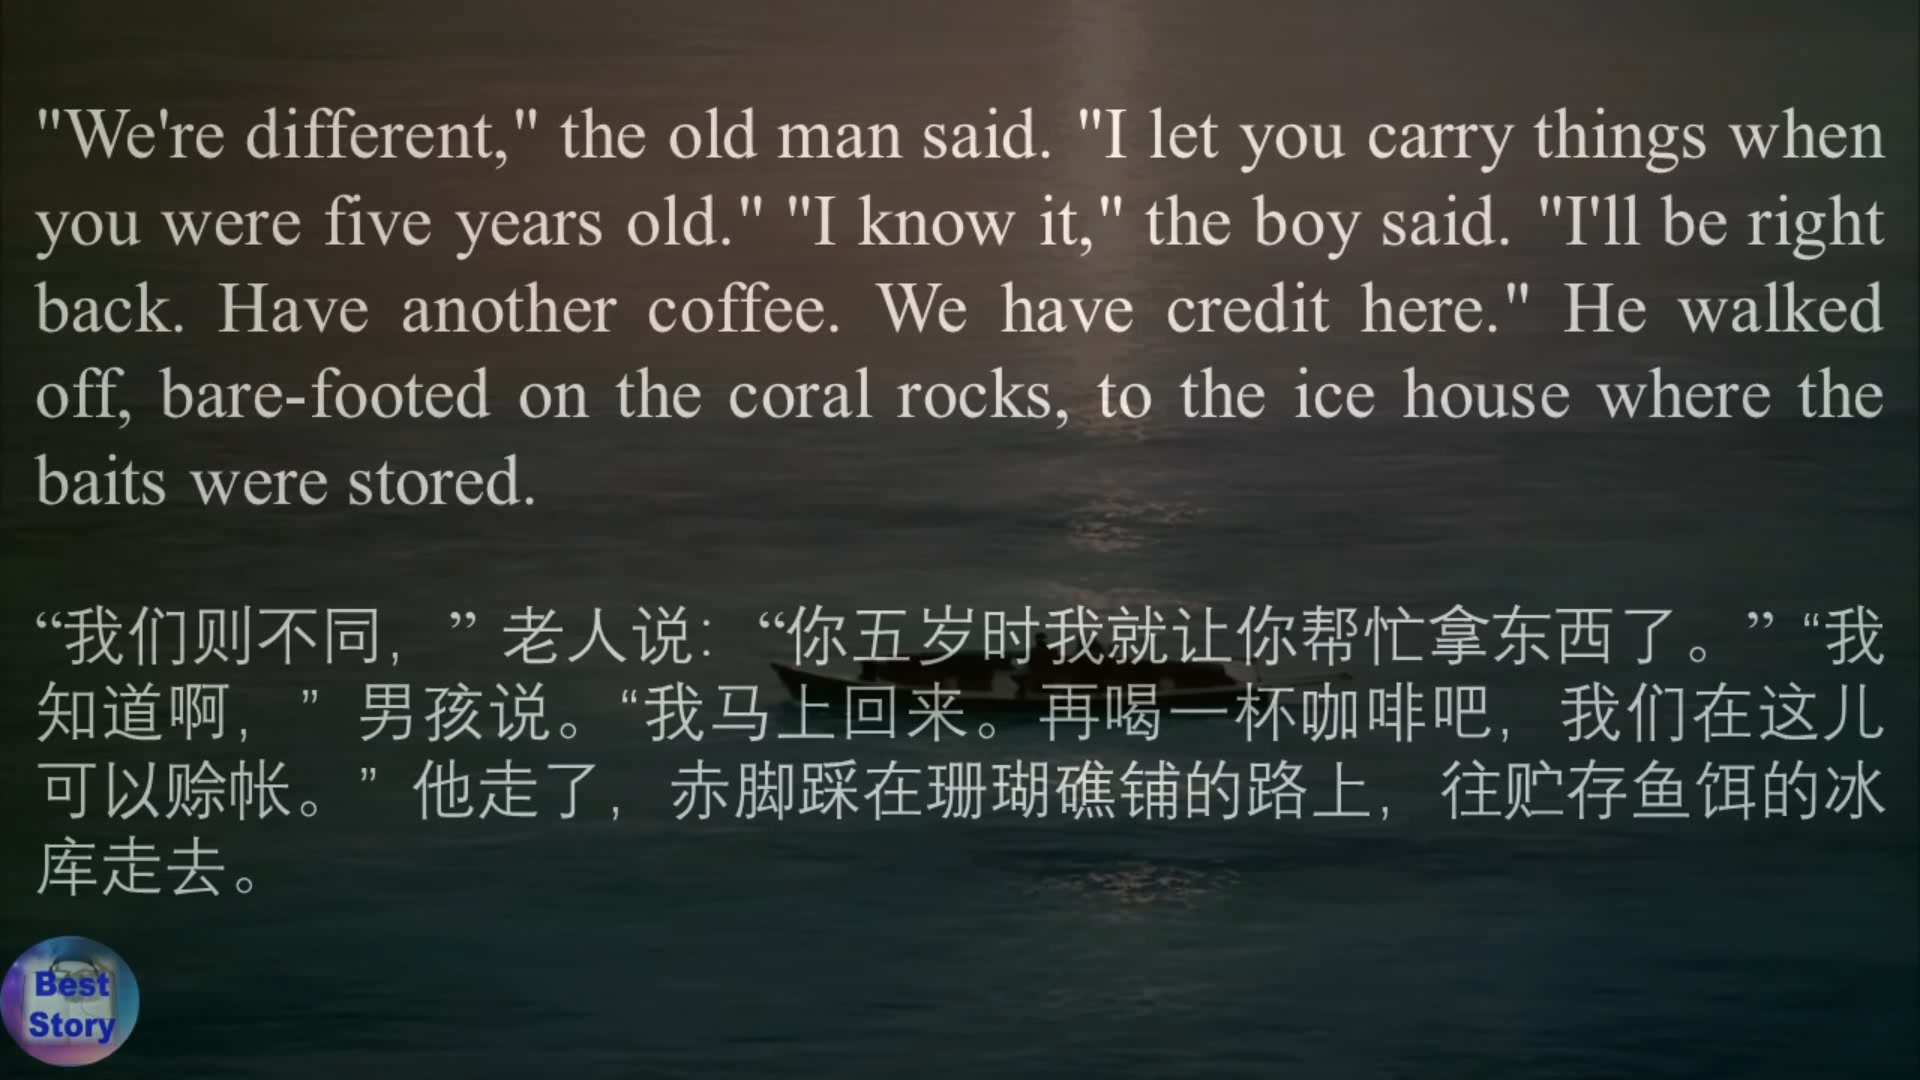 "We're different," the old man said. "I let you carry things when
you were five years old." "I know it," the boy said. "I'll be right
back. Have another coffee. We have credit here." He walked
off, bare-footed on the coral rocks, to the ice house where the
baits were stored.
“我们则不同，” 老人说：“你五岁时我就让你帮忙拿东西了。” “我
知道啊，” 男孩说。“我马上回来。再喝一杯咖啡吧，我们在这儿
可以赊帐。” 他走了，赤脚踩在珊瑚礁铺的路上，往贮存鱼饵的冰
库走去。
Best
Story